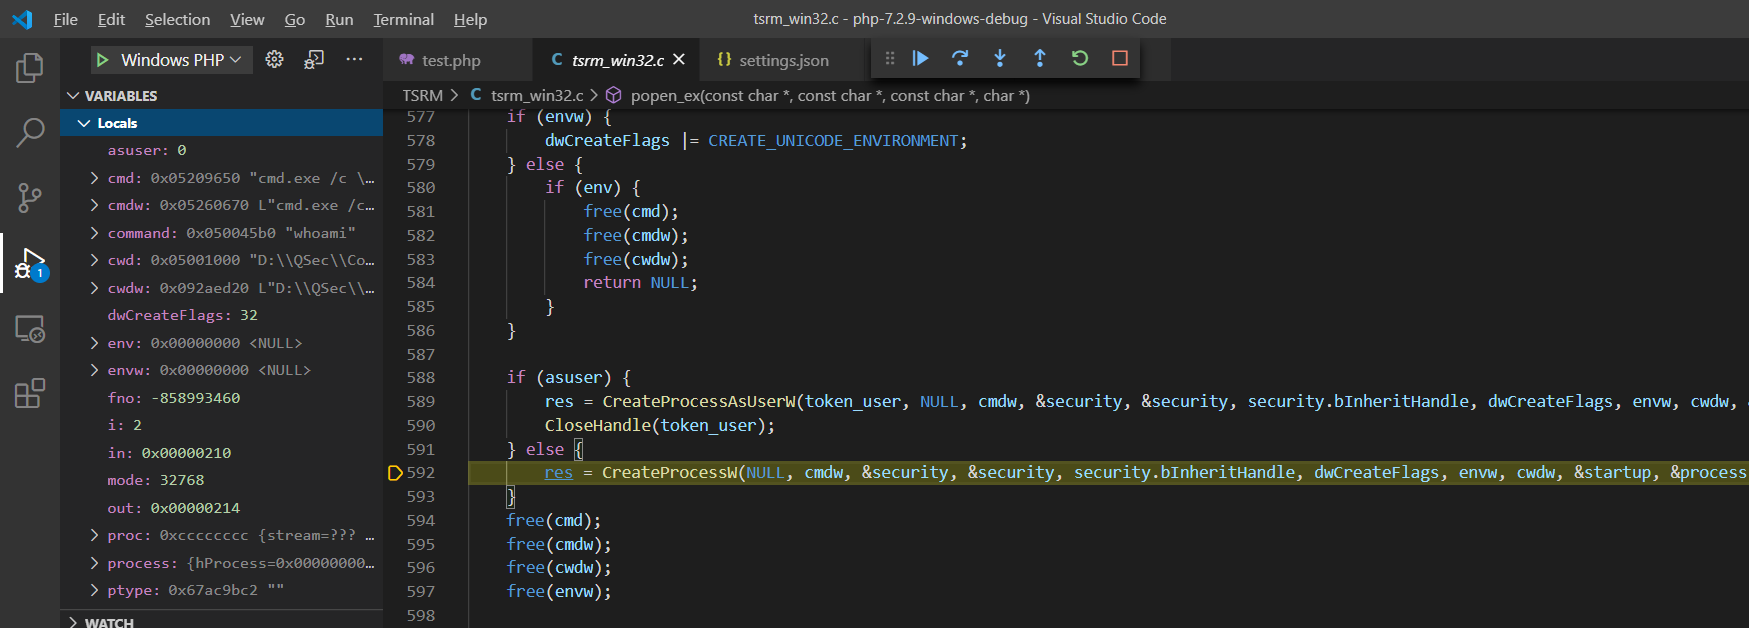 File Edit Selection View Go Run Terminal Help
tsrm_win32.c - php-7.2.9-windows-debug - Visual Studio Code
Windows PHP
test.php
C tsrm_win32.c
{} settings.json
TSRM > C tsrm_win32.c > popen_ex(const char *, const char *, const char *, char *)
VARIABLES
Locals
asuser: 0
cmd: 0x05209650 "cmd.exe /c \…
cmdw: 0x05260670 L"cmd.exe /c…
command: 0x050045b0 "whoami"
cwd: 0x05001000 "D:\\QSec\\Co…
cwdw: 0x092aed20 L"D:\\QSec\\…
dwCreateFlags: 32
env: 0x00000000 <NULL>
envw: 0x00000000 <NULL>
fno: -858993460
i: 2
in: 0x00000210
mode: 32768
out: 0x00000214
proc: 0xcccccccc {stream=??? …
process: {hProcess=0x00000000…
ptype: 0x67ac9bc2 ""
WATCH
1
577 if (envw) {
578 dwCreateFlags |= CREATE_UNICODE_ENVIRONMENT;
579 } else {
580 if (env) {
581 free(cmd);
582 free(cmdw);
583 free(cwdw);
584 return NULL;
585 }
586 }
587
588 if (asuser) {
589 res = CreateProcessAsUserW(token_user, NULL, cmdw, &security, &security, security.bInheritHandle, dwCreateFlags, envw, cwdw,
590 CloseHandle(token_user);
591 } else {
592 res = CreateProcessW(NULL, cmdw, &security, &security, security.bInheritHandle, dwCreateFlags, envw, cwdw, &startup, &process
593 }
594 free(cmd);
595 free(cmdw);
596 free(cwdw);
597 free(envw);
598